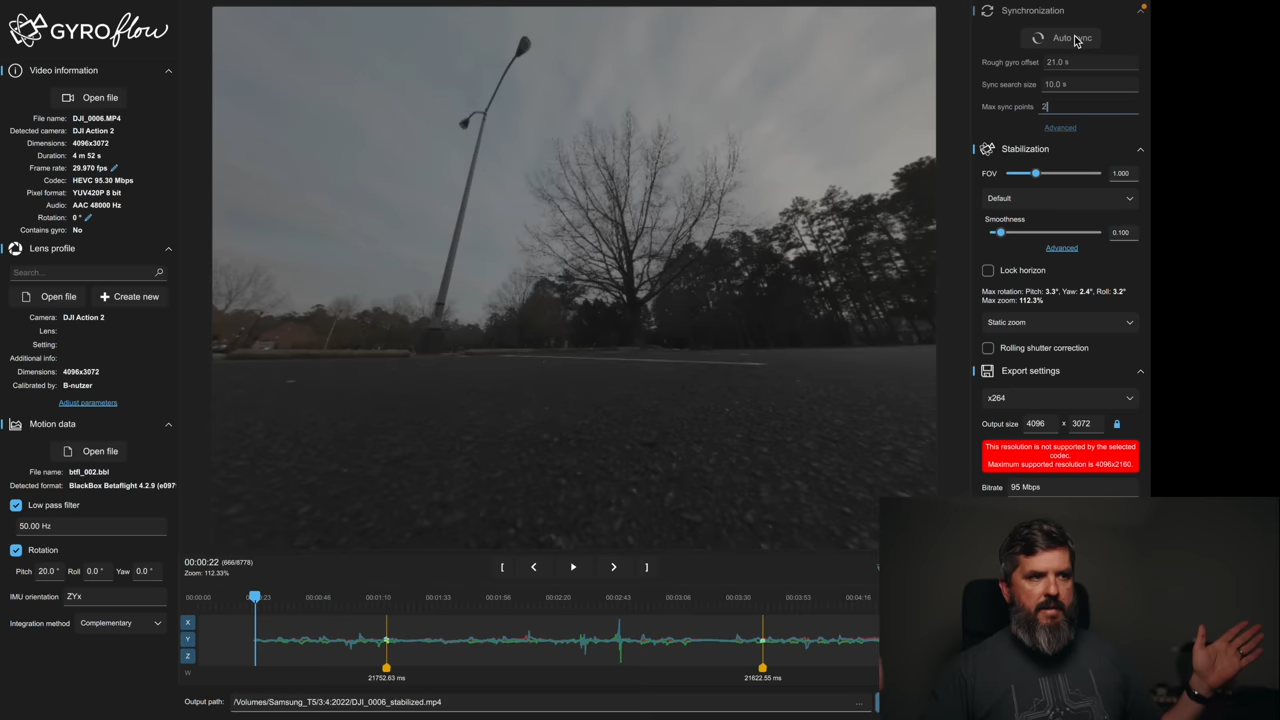 GYROflow
Video information
Open file
File name: DJI_0006.MP4
Detected camera: DJI Action 2
Dimensions: 4096x3072
Duration: 4 m 52 s
Frame rate: 29.970 fps
Codec: HEVC 95.30 Mbps
Pixel format: YUV420P 8 bit
Audio: AAC 48000 Hz
Rotation: 0 °
Contains gyro: No
Lens profile
Search...
Open file Create new
Camera: DJI Action 2
Lens:
Setting:
Additional info:
Dimensions: 4096x3072
Calibrated by: B-nutzer
Adjust parameters
Motion data
Open file
File name: btfl_002.bbl
Detected format: BlackBox Betaflight 4.2.9 (e097
Low pass filter
50.00 Hz
Rotation
Pitch 20.0 ° Roll 0.0 ° Yaw 0.0 °
IMU orientation ZYx
Integration method Complementary
00:00:22 (666/8778)
Zoom: 112.33%
[ ]
00:00:00 :23 00:00:46 00:01:10 00:01:33 00:01:56 00:02:20 00:02:43 00:03:06 00:03:30 00:03:53 00:04:16
X
Y
Z
W
21752.63 ms 21622.55 ms
Output path: /Volumes/Samsung_T5/3:4:2022/DJI_0006_stabilized.mp4 ...
Synchronization
Auto sync
Rough gyro offset 21.0 s
Sync search size 10.0 s
Max sync points 2
Advanced
Stabilization
FOV 1.000
Default
Smoothness
0.100
Advanced
Lock horizon
Max rotation: Pitch: 3.3°, Yaw: 2.4°, Roll: 3.2°
Max zoom: 112.3%
Static zoom
Rolling shutter correction
Export settings
x264
Output size 4096 x 3072
This resolution is not supported by the selected
codec.
Maximum supported resolution is 4096x2160.
Bitrate 95 Mbps